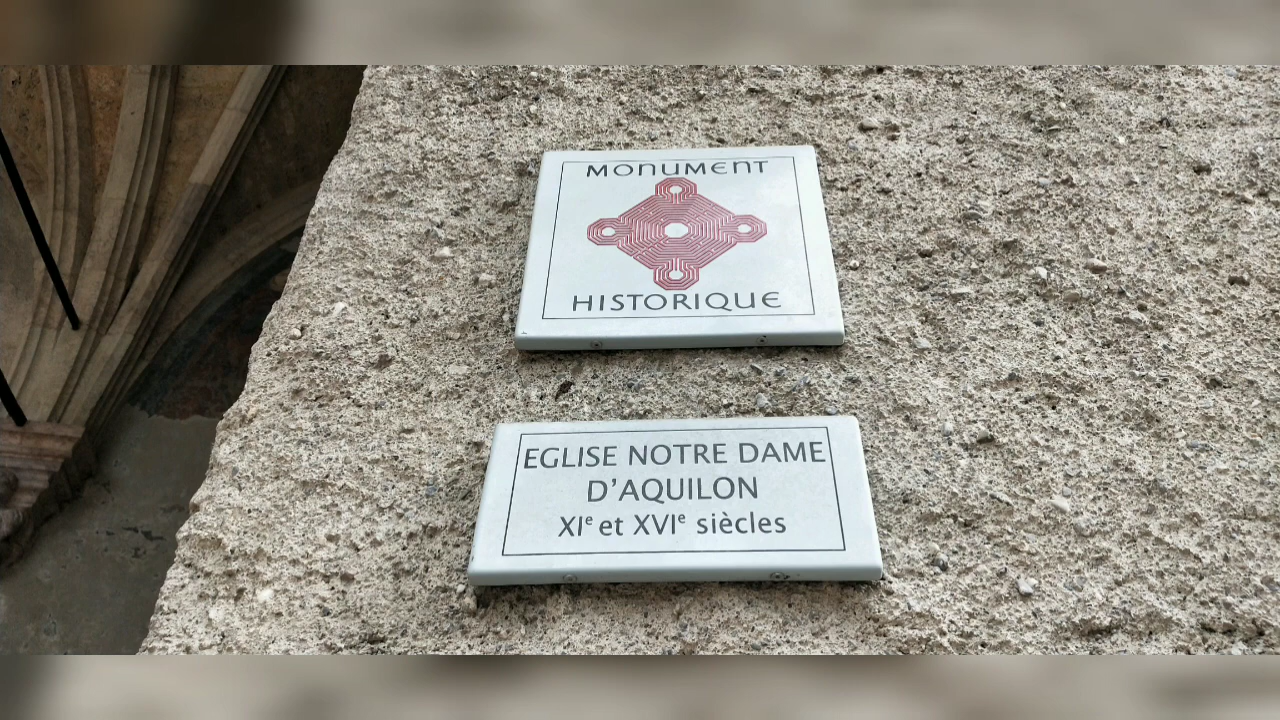 MONUMENT
HISTORIQUE
EGLISE NOTRE DAME
D'AQUILON
XIe et XVIe siècles